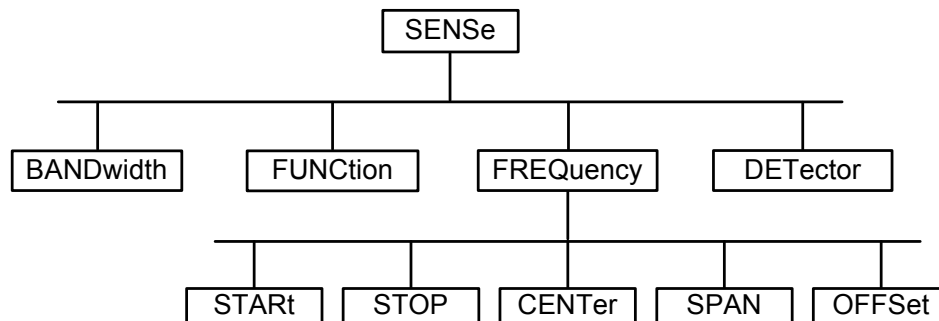 SENSe
BANDwidth FUNCtion FREQuency DETector
STARt STOP CENTer SPAN OFFSet